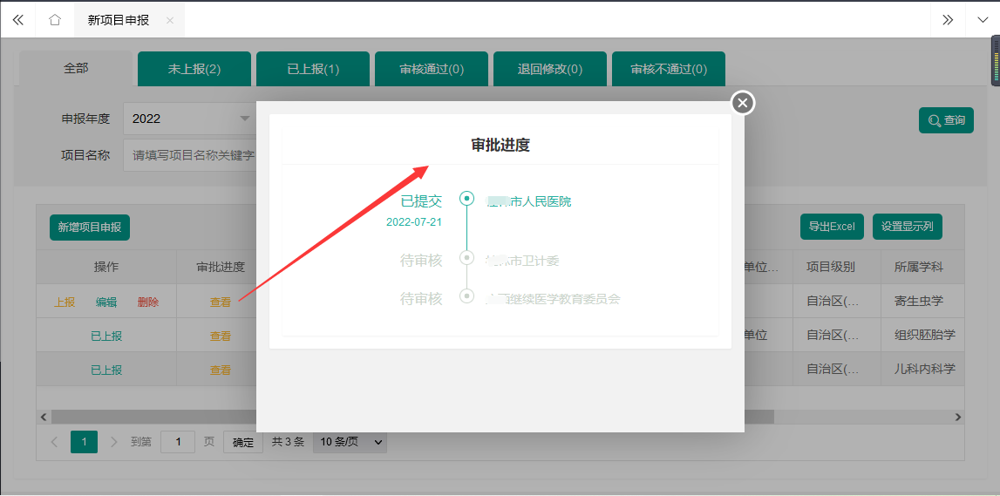 新项目申报
全部 未上报(2) 已上报(1) 审核通过(0) 退回修改(0) 审核不通过(0)
申报年度 2022
查询
项目名称 请填写项目名称关键字
审批进度
已提交 市人民医院
2022-07-21
待审核 市卫计委
待审核 西继续医学教育委员会
新增项目申报 导出Excel 设置显示列
操作 审批进度 单位... 项目级别 所属学科
上报 编辑 删除 查看 自治区(... 寄生虫学
已上报 查看 单位 自治区(... 组织胚胎学
已上报 查看 自治区(... 儿科内科学
1 到第 1 页 确定 共 3 条 10 条/页